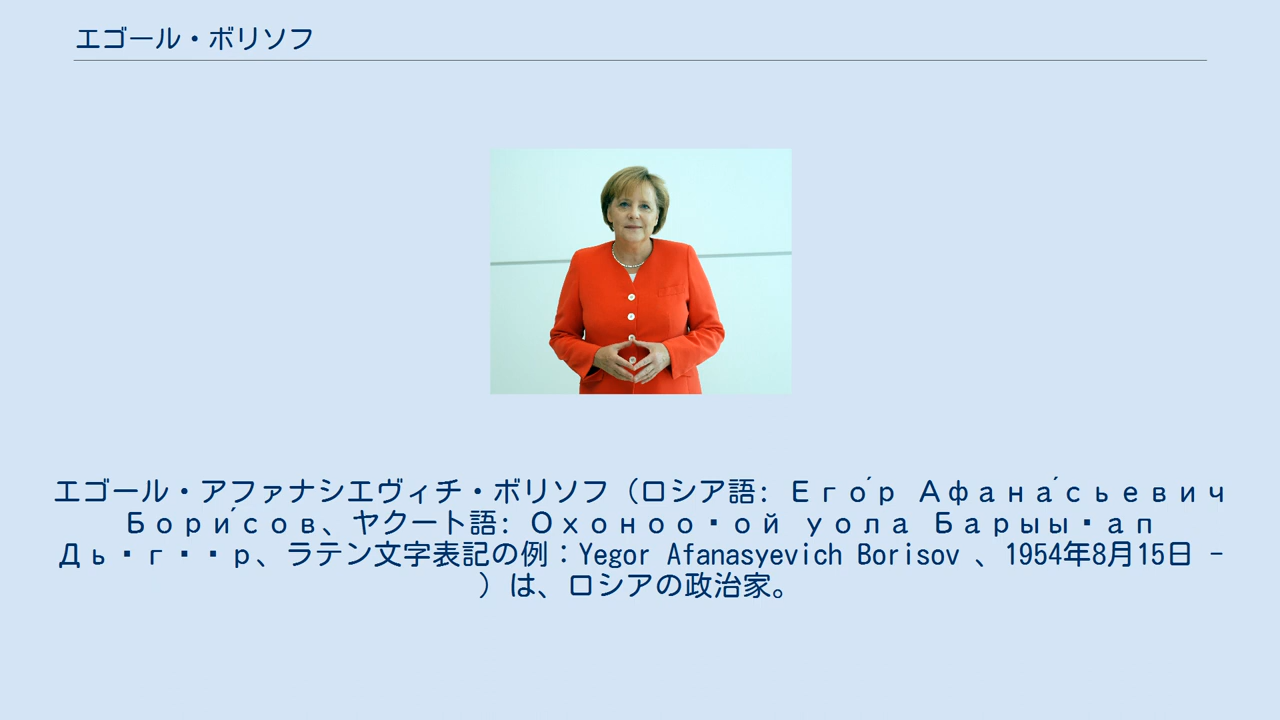 エゴール・ボリソフ
エゴール・アファナシエヴィチ・ボリソフ（ロシア語: Его́р Афана́сьевич
Бори́сов、ヤクート語: Охоноо▪ой уола Барыы▪ап
Дь▪г▪▪р、ラテン文字表記の例：Yegor Afanasyevich Borisov 、1954年8月15日 -
）は、ロシアの政治家。